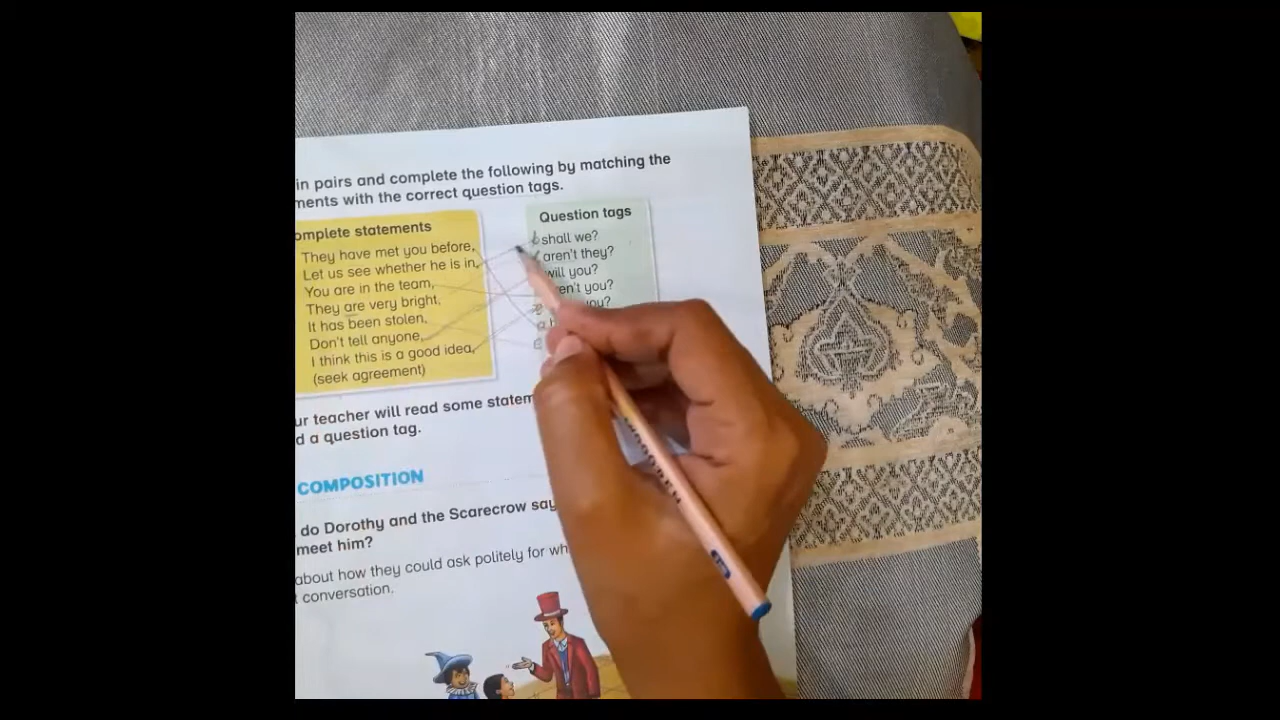 in pairs and complete the following by matching the
ments with the correct question tags.
omplete statements
They have met you before,
Let us see whether he is in,
You are in the team,
They are very bright,
It has been stolen,
Don't tell anyone,
I think this is a good idea,
(seek agreement)
Question tags
b shall we?
aren't they?
will you?
en't you?
you?
ur teacher will read some statem
d a question tag.
COMPOSITION
do Dorothy and the Scarecrow say
meet him?
about how they could ask politely for wh
conversation.